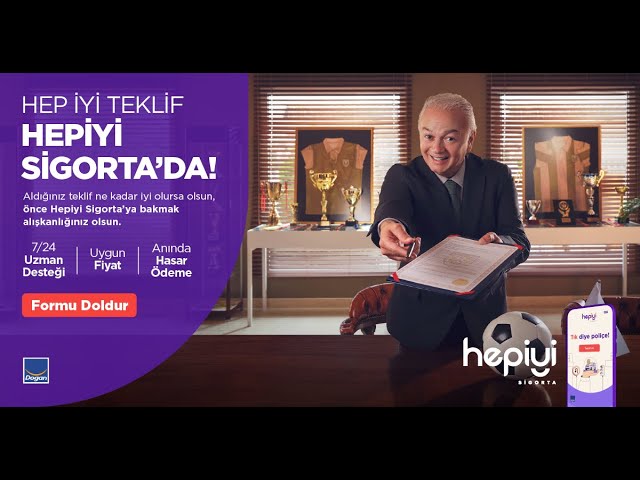 HEP İYİ TEKLİF
HEPİYİ
SİGORTA'DA!
Aldığınız teklif ne kadar iyi olursa olsun,
önce Hepiyi Sigorta'ya bakmak
alışkanlığınız olsun.
7/24
Uzman
Desteği
Uygun
Fiyat
Anında
Hasar
Ödeme
Formu Doldur
Doğan
hepiyi
SİGORTA
hepiyi
Tık diye poliçe!